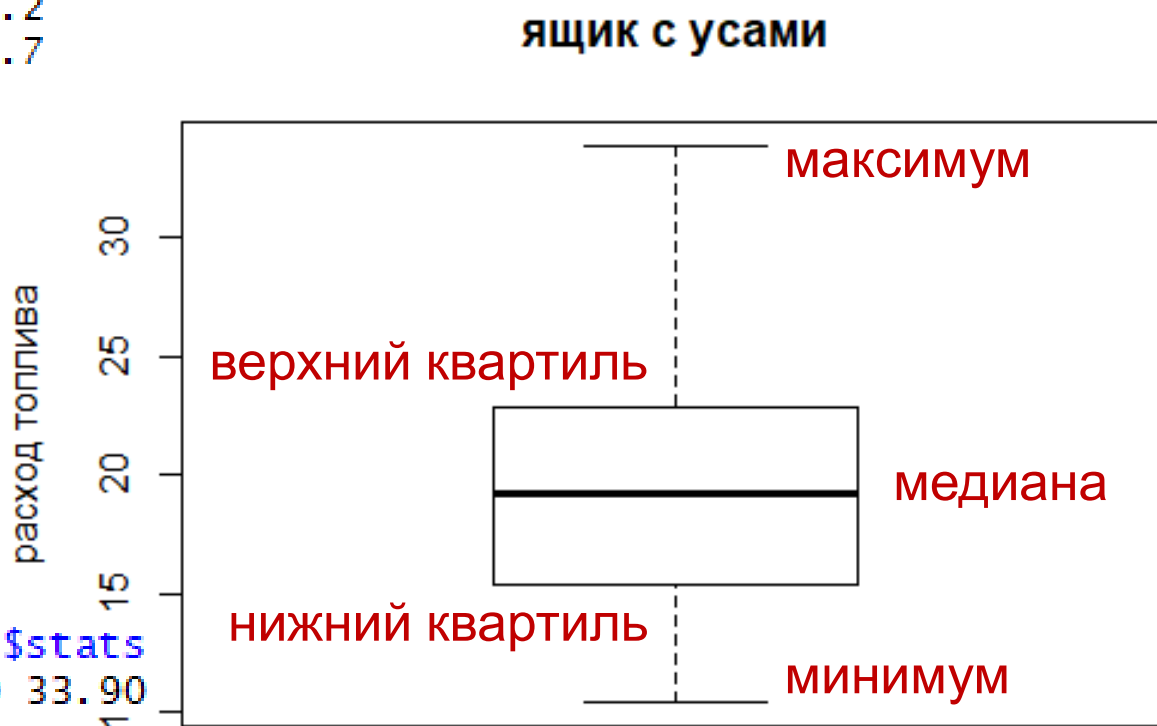 .2
.7
ящик с усами
максимум
30
верхний квартиль
25
расход топлива
20
медиана
15
нижний квартиль
$stats
33.90
минимум